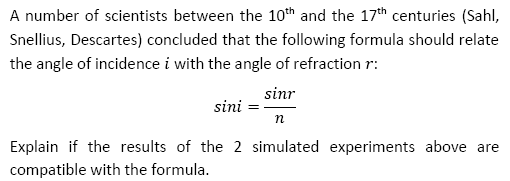 A number of scientists between the 10th and the 17th centuries (Sahl,
Snellius, Descartes) concluded that the following formula should relate
the angle of incidence i with the angle of refraction r:
sini = sinr / n
Explain if the results of the 2 simulated experiments above are
compatible with the formula.